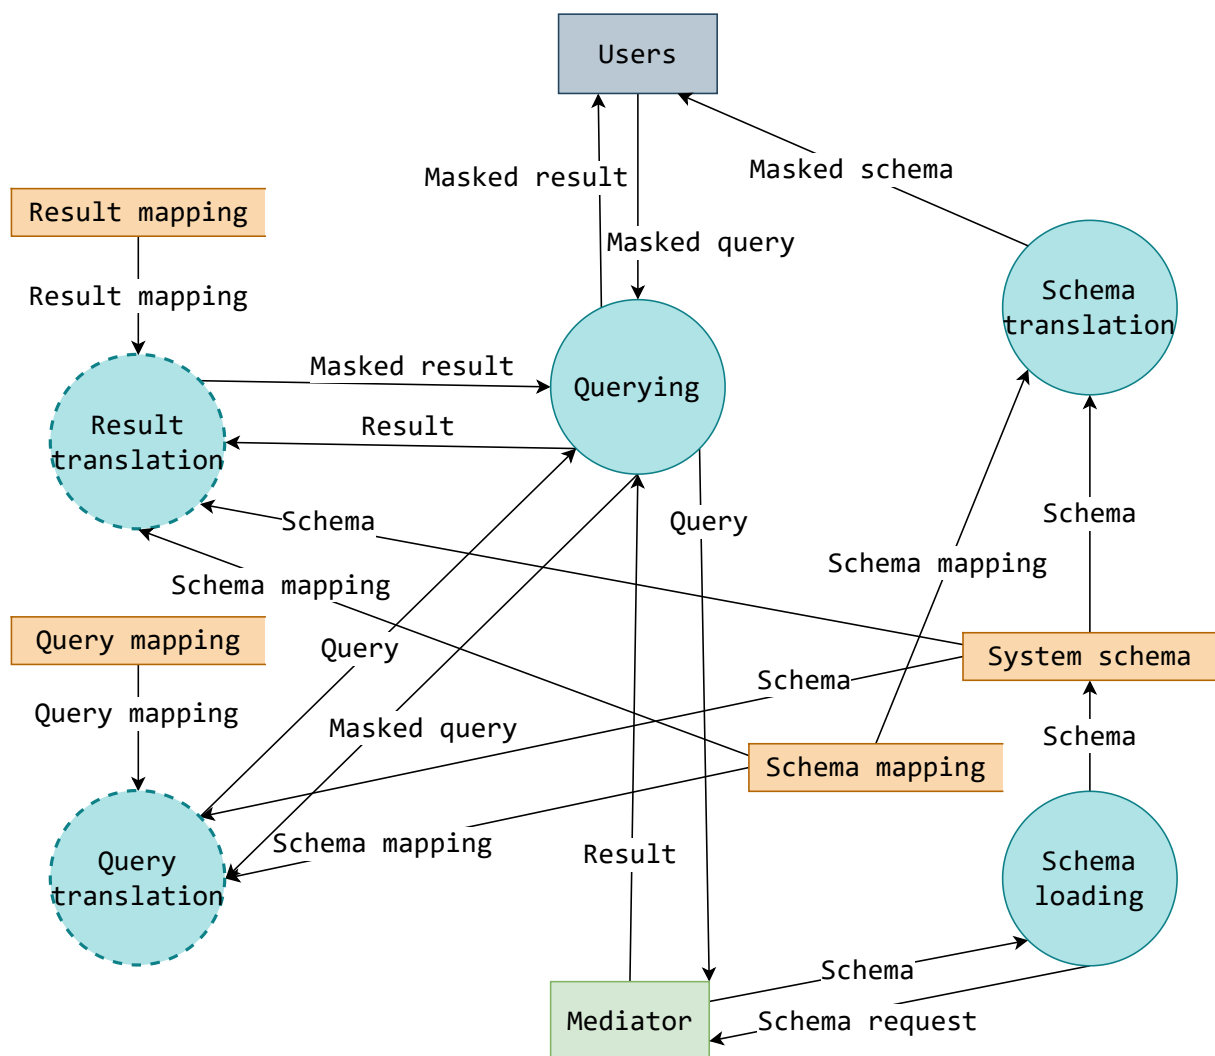 Users
Masked result
Masked schema
Result mapping
Masked query
Result mapping
Schema
translation
Masked result
Querying
Result
translation
Result
Schema
Query
Schema
Schema mapping
Schema mapping
Query mapping
Query
System schema
Schema
Query mapping
Masked query
Schema
Schema mapping
Schema mapping
Result
Query
translation
Schema
loading
Schema
Mediator
Schema request